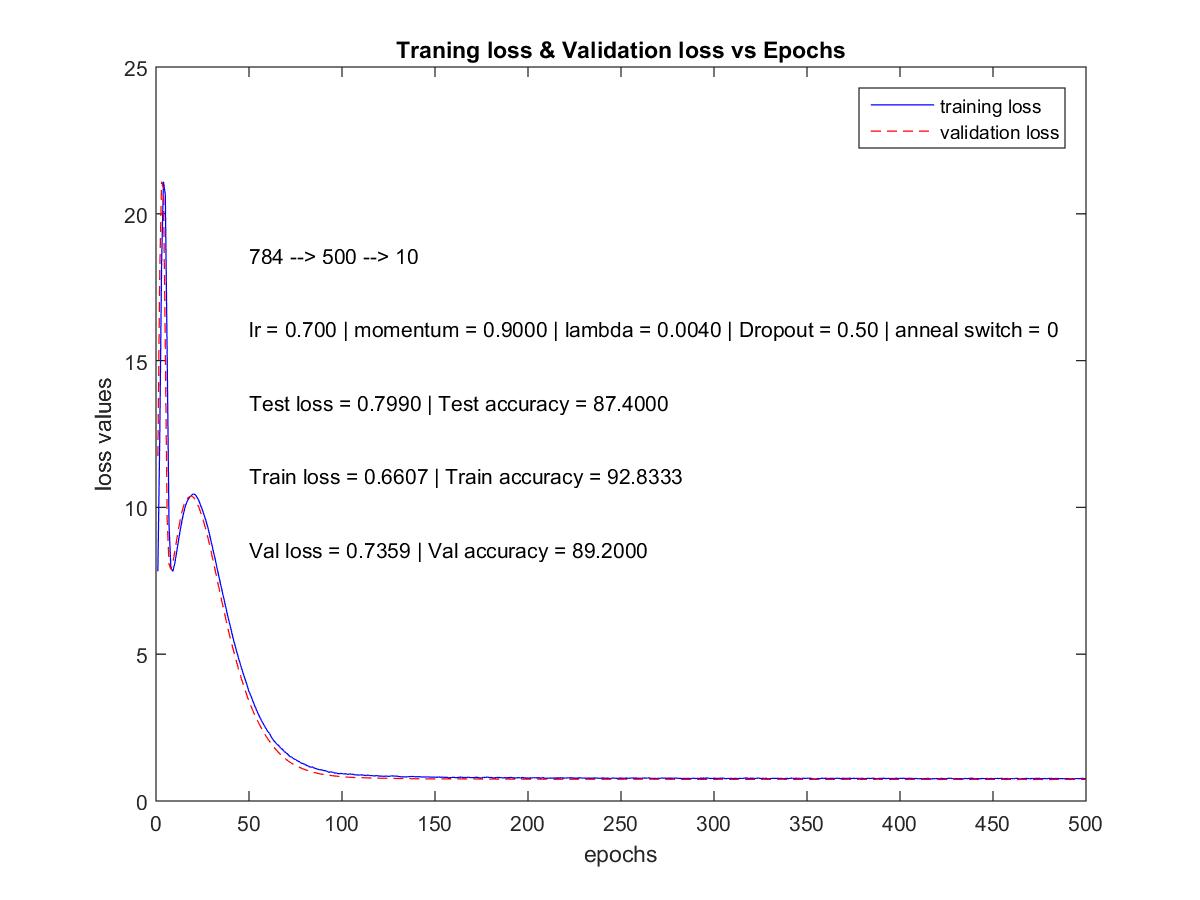 Traning loss & Validation loss vs Epochs
25
training loss
validation loss
20
784 --> 500 --> 10
lr = 0.700 | momentum = 0.9000 | lambda = 0.0040 | Dropout = 0.50 | anneal switch = 0
15
Test loss = 0.7990 | Test accuracy = 87.4000
loss values
Train loss = 0.6607 | Train accuracy = 92.8333
10
Val loss = 0.7359 | Val accuracy = 89.2000
5
0
0 50 100 150 200 250 300 350 400 450 500
epochs